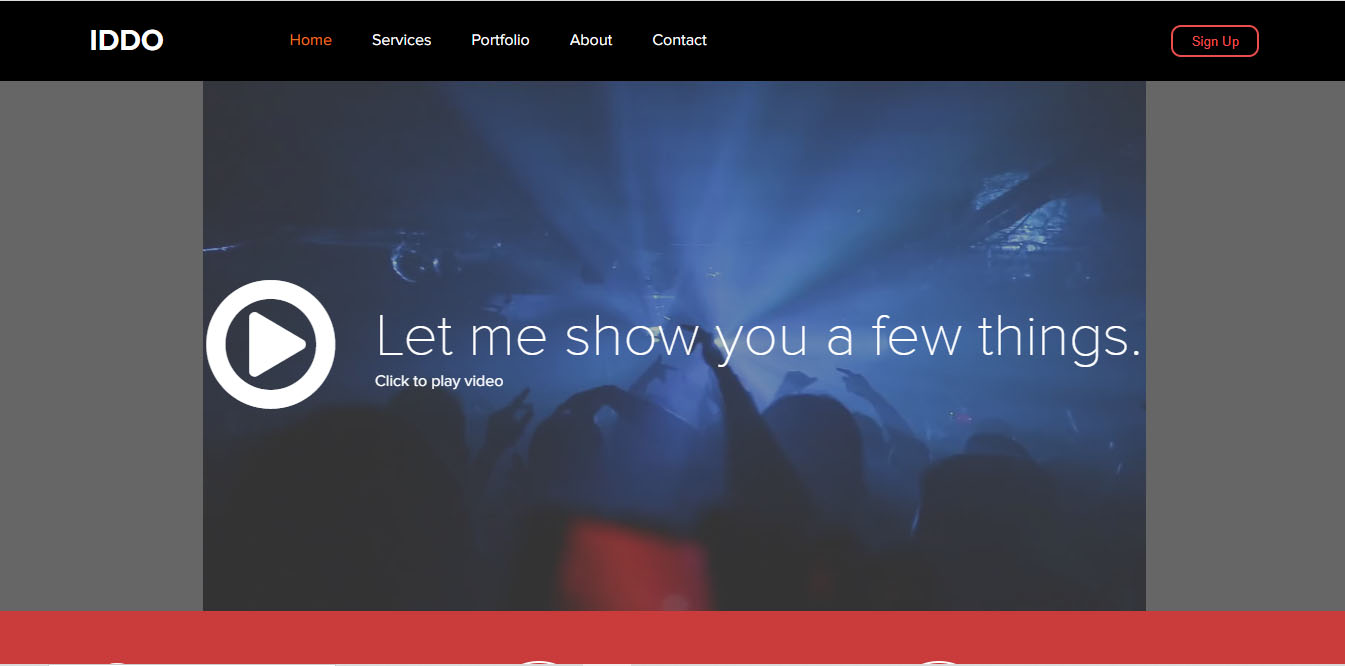 IDDO
Home Services Portfolio About Contact
Sign Up
Let me show you a few things.
Click to play video